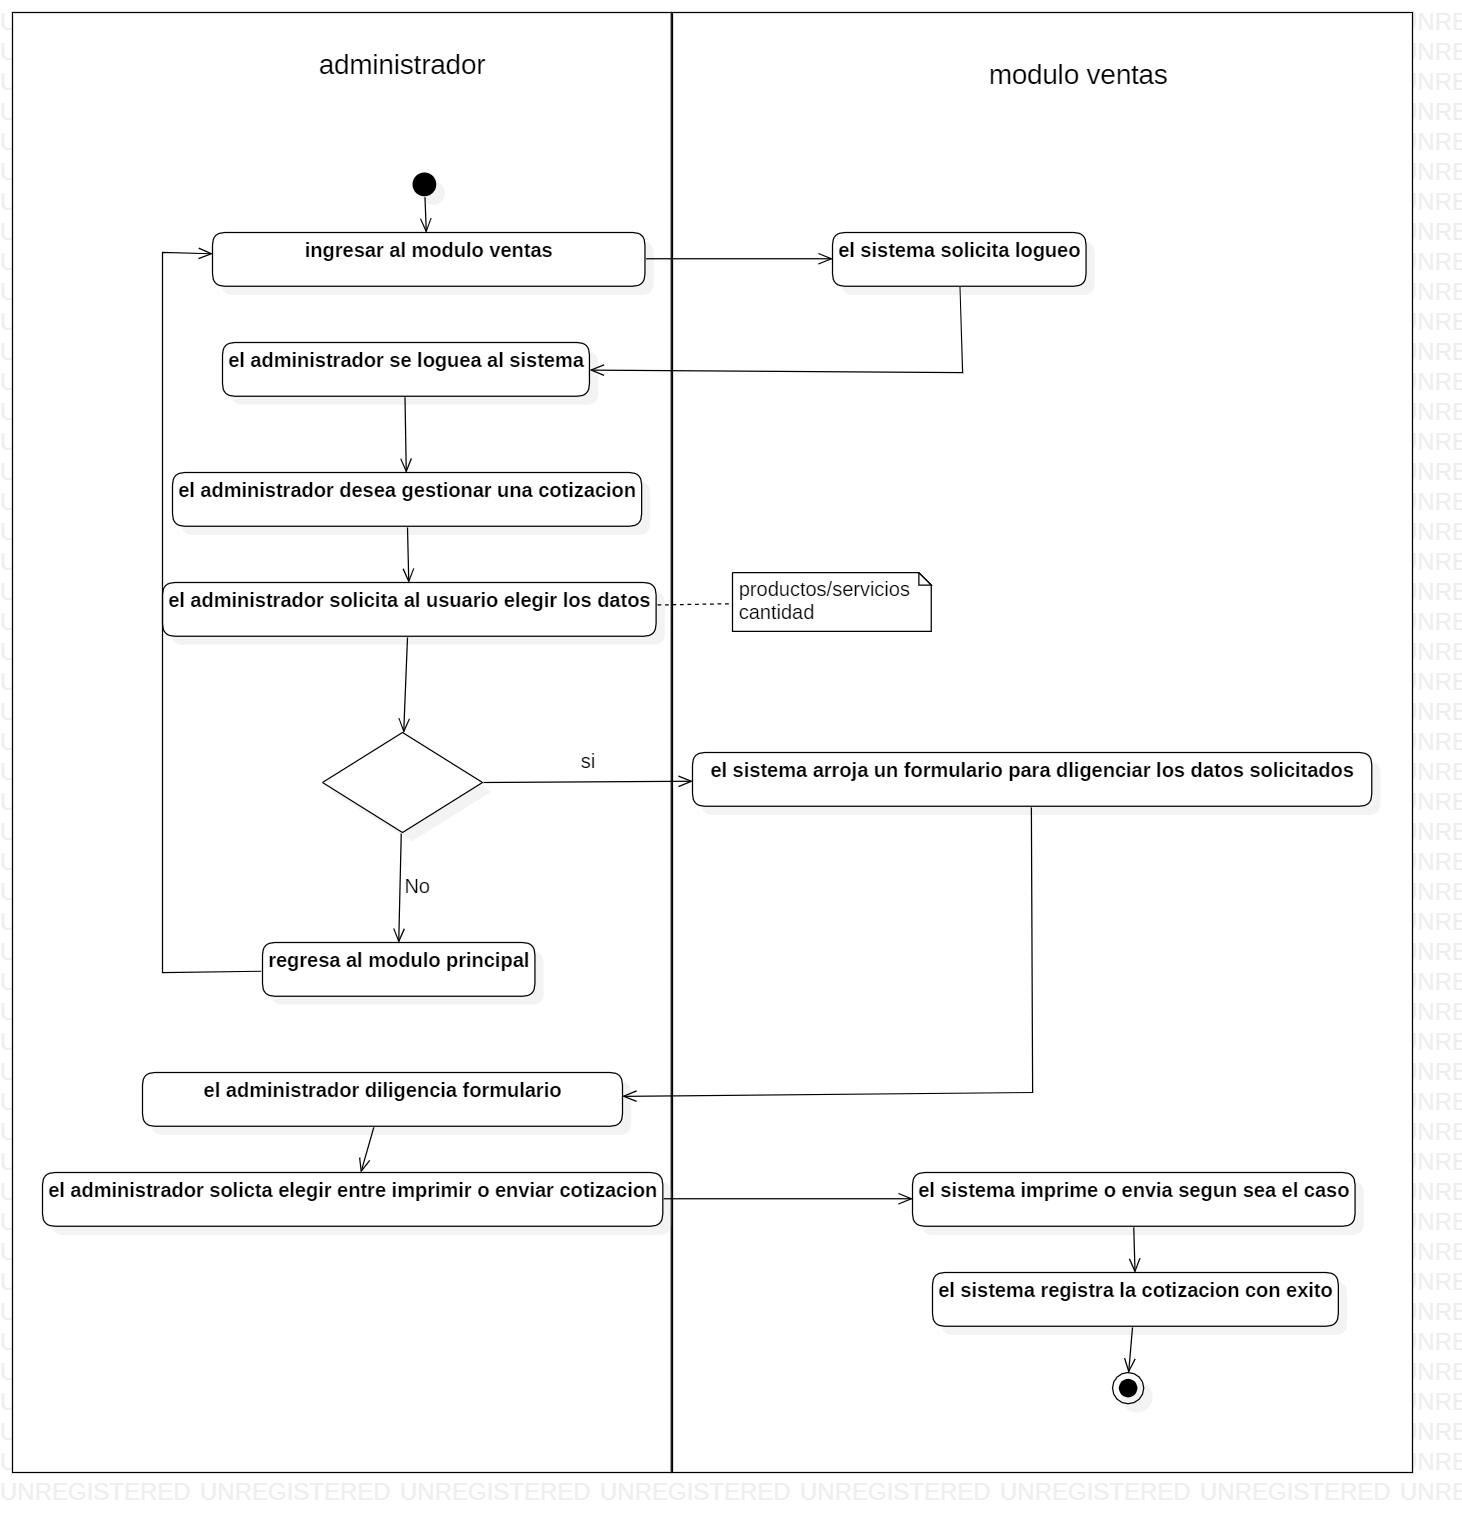 administrador
modulo ventas
ingresar al modulo ventas
el sistema solicita logueo
el administrador se loguea al sistema
el administrador desea gestionar una cotizacion
el administrador solicita al usuario elegir los datos
productos/servicios
cantidad
si
el sistema arroja un formulario para dligenciar los datos solicitados
No
regresa al modulo principal
el administrador diligencia formulario
el administrador solicta elegir entre imprimir o enviar cotizacion
el sistema imprime o envia segun sea el caso
el sistema registra la cotizacion con exito
UNREGISTERED UNREGISTERED UNREGISTERED UNREGISTERED UNREGISTERED UNREGISTERED UNREGISTERED UNRE